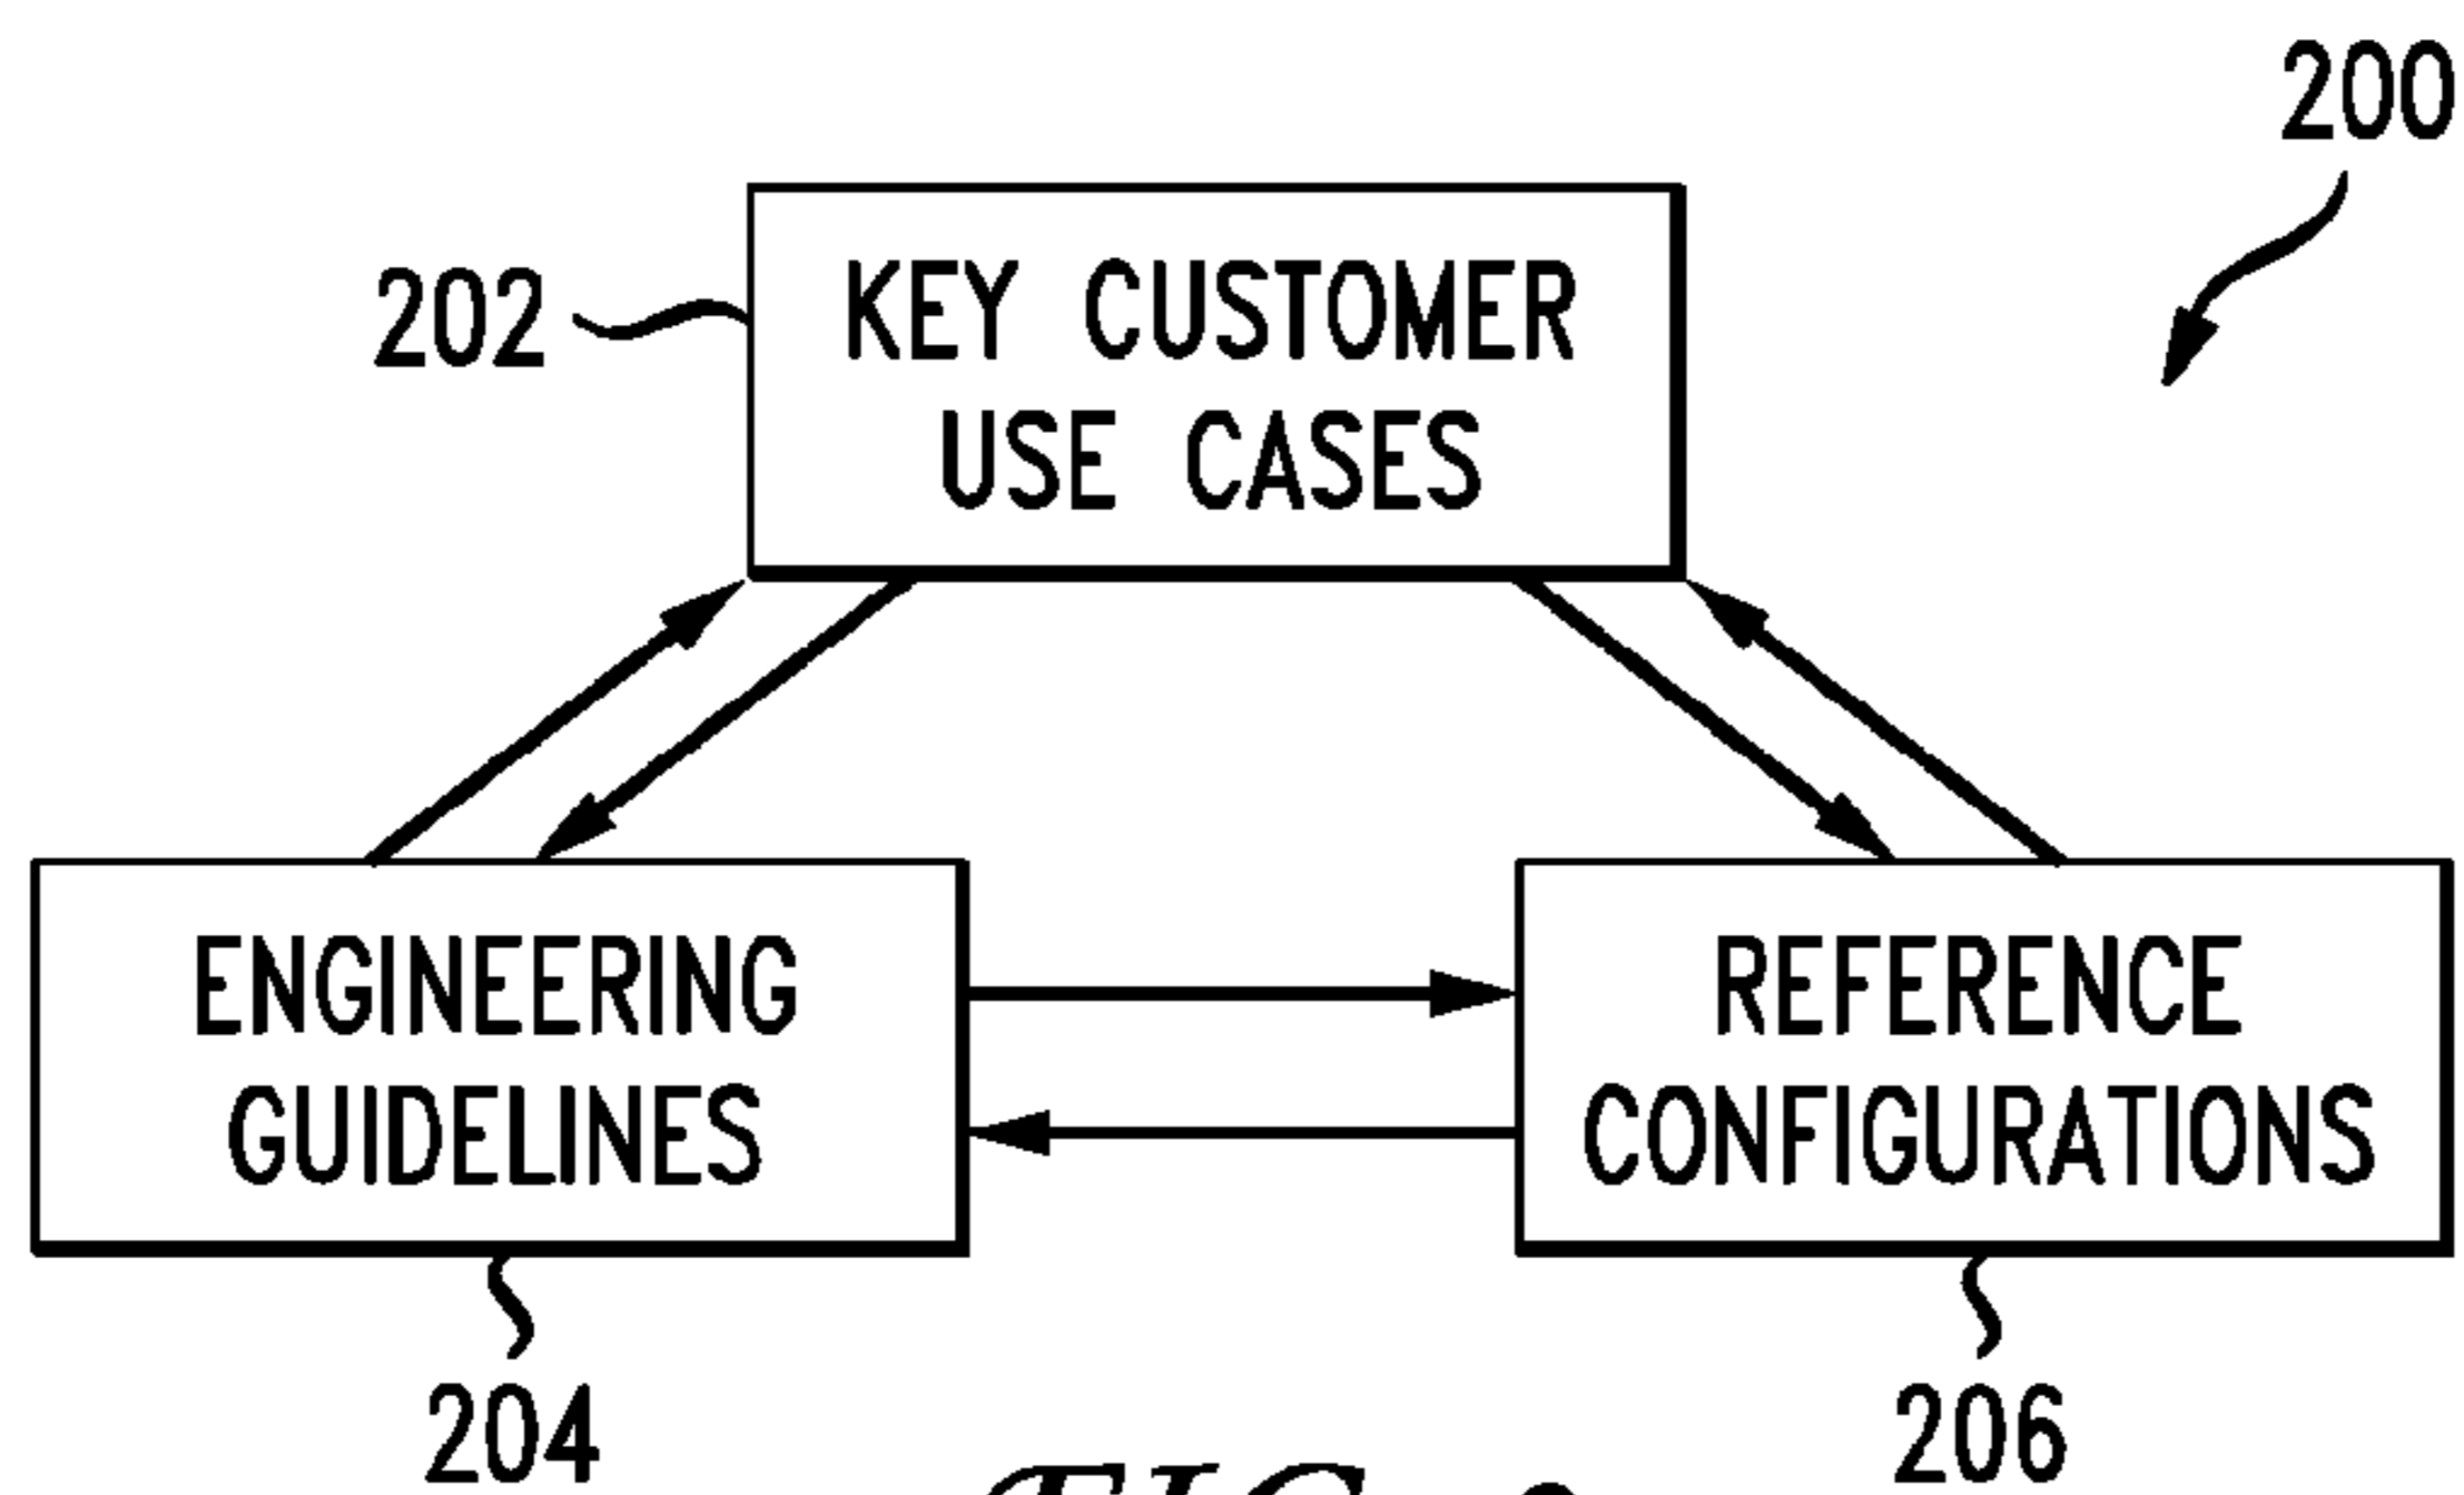 200
202
KEY CUSTOMER
USE CASES
ENGINEERING
GUIDELINES
REFERENCE
CONFIGURATIONS
204
206